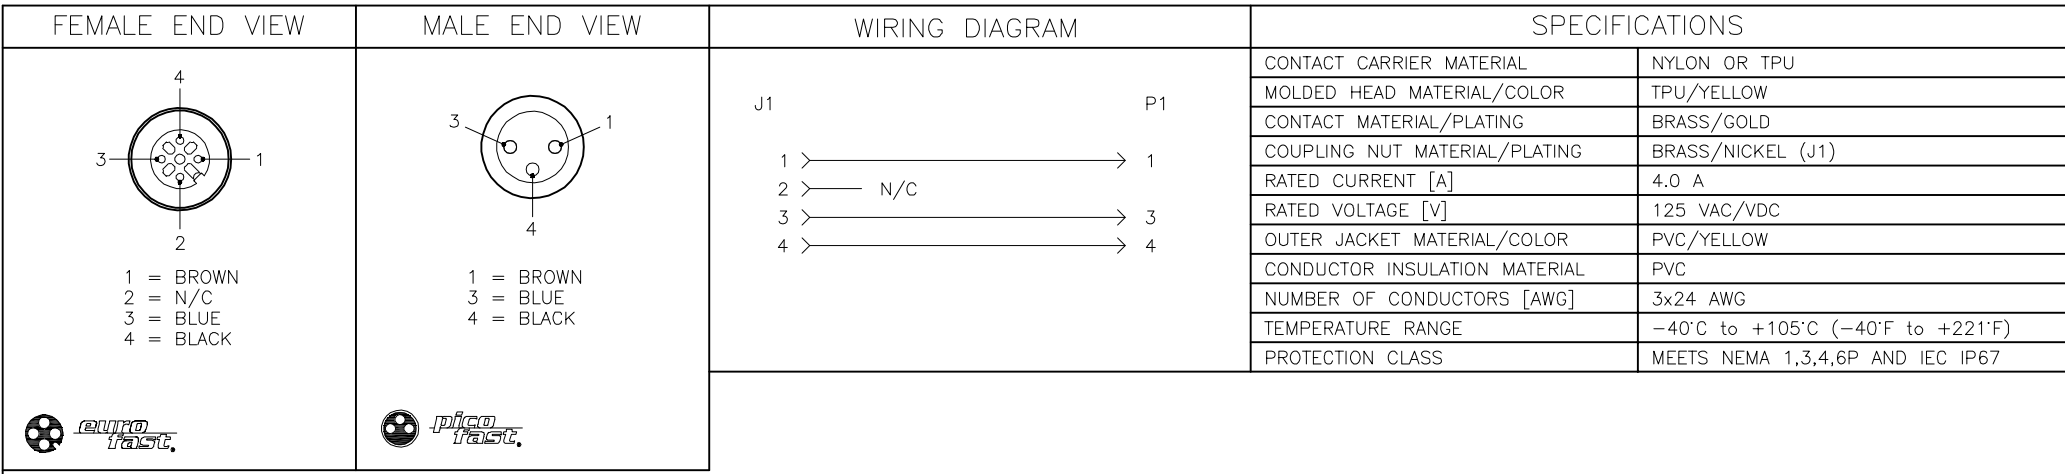 FEMALE END VIEW
4
3
1
2
1 = BROWN
2 = N/C
3 = BLUE
4 = BLACK
euro
fast.
MALE END VIEW
3
1
4
1 = BROWN
3 = BLUE
4 = BLACK
pico
fast.
WIRING DIAGRAM
J1 P1
1 1
2 N/C
3 3
4 4
SPECIFICATIONS
CONTACT CARRIER MATERIAL NYLON OR TPU
MOLDED HEAD MATERIAL/COLOR TPU/YELLOW
CONTACT MATERIAL/PLATING BRASS/GOLD
COUPLING NUT MATERIAL/PLATING BRASS/NICKEL (J1)
RATED CURRENT [A] 4.0 A
RATED VOLTAGE [V] 125 VAC/VDC
OUTER JACKET MATERIAL/COLOR PVC/YELLOW
CONDUCTOR INSULATION MATERIAL PVC
NUMBER OF CONDUCTORS [AWG] 3x24 AWG
TEMPERATURE RANGE -40°C to +105°C (-40°F to +221°F)
PROTECTION CLASS MEETS NEMA 1,3,4,6P AND IEC IP67